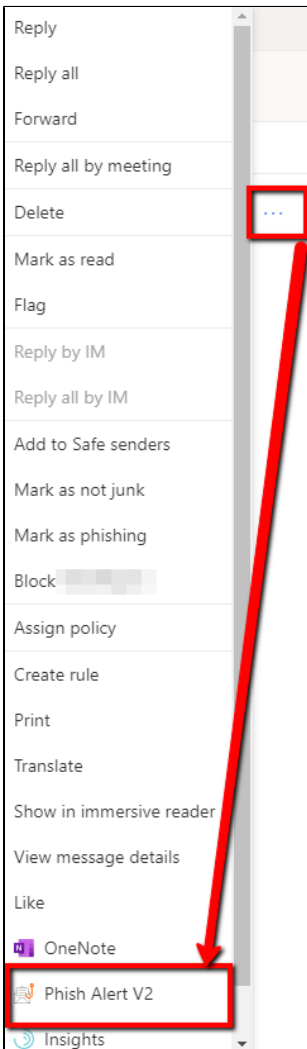 Reply
Reply all
Forward
Reply all by meeting
Delete
...
Mark as read
Flag
Reply by IM
Reply all by IM
Add to Safe senders
Mark as not junk
Mark as phishing
Block
Assign policy
Create rule
Print
Translate
Show in immersive reader
View message details
Like
OneNote
Phish Alert V2
Insights